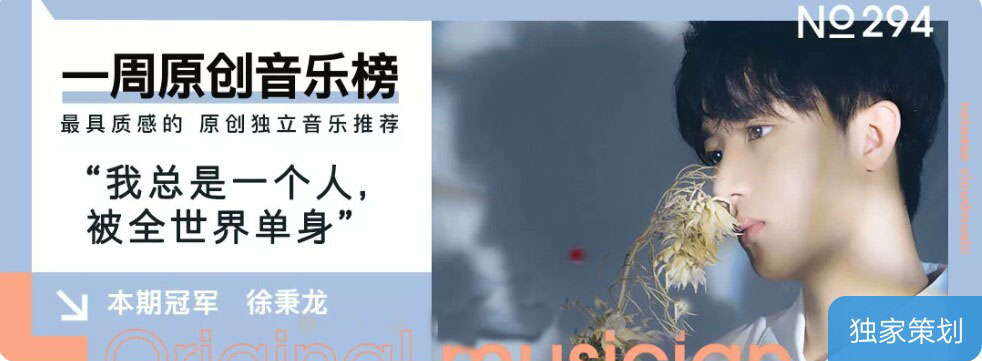 №294
一周原创音乐榜
最具质感的 原创独立音乐推荐
“我总是一个人，
被全世界单身”
本期冠军 徐秉龙
Original musician
独家策划